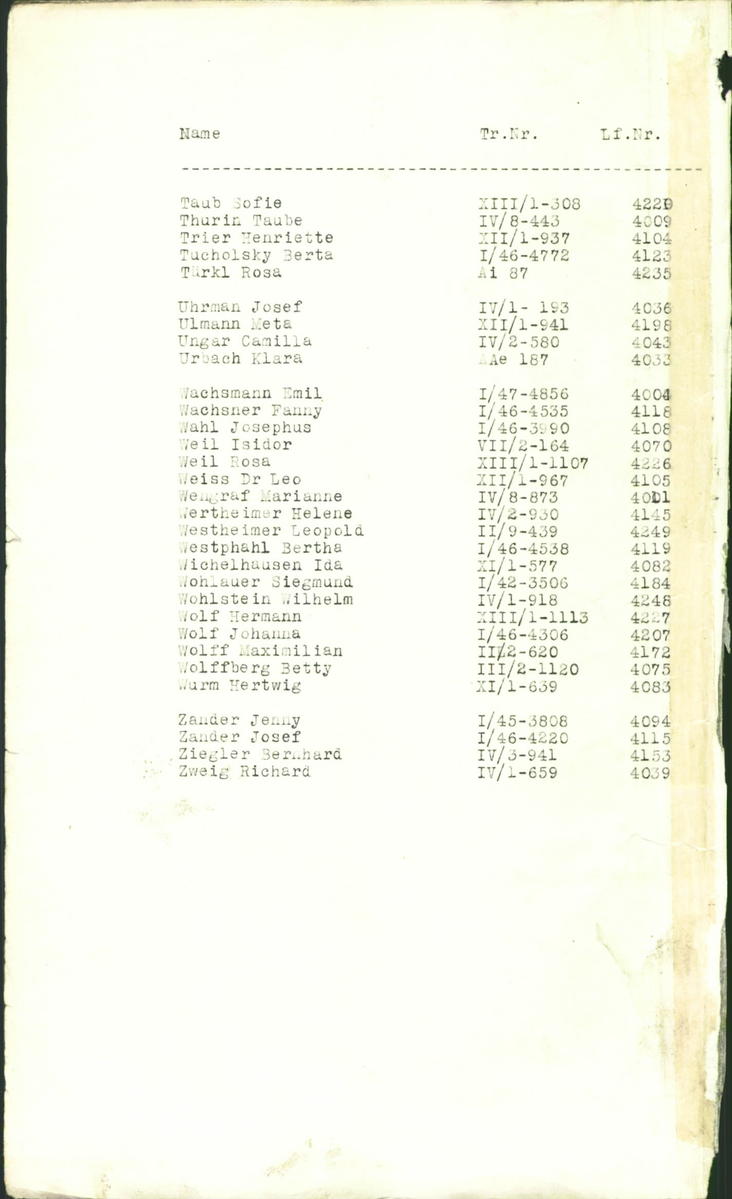 Name Tr.Nr. Lf.Nr.
Taub Sofie XIII/1-308
Thurin Taube IV/8-443 4009
Trier Henriette XII/1-937 4104
Tucholsky Berta I/46-4772 4123
Türkl Rosa Ai 87 4235
Uhrman Josef IV/1- 193 4036
Ulmann Meta XII/1-941 4198
Ungar Camilla IV/2-580 4043
Urbach Klara Ae 187 4033
Wachsmann Emil I/47-4856 4004
Wachsner Fanny I/46-4535 4118
Wahl Josephus I/46-3990 4108
Weil Isidor VII/2-164 4070
Weil Rosa XIII/1-1107 4226
Weiss Dr Leo XII/1-967 4105
Wengraf Marianne IV/8-873
Wertheimer Helene IV/2-930 4145
Westheimer Leopold II/9-439 4249
Westphahl Bertha I/46-4538 4119
Wichelhausen Ida XI/1-577 4082
Wohlauer Siegmund I/42-3506 4184
Wohlstein Wilhelm IV/1-918 4248
Wolf Hermann XIII/1-1113 4227
Wolf Johanna I/46-4306 4207
Wolff Maximilian II/2-620 4172
Wolffberg Betty III/2-1120 4075
Wurm Hertwig XI/1-639 4083
Zander Jenny I/45-3808 4094
Zander Josef I/46-4220 4115
Ziegler Bernhard IV/3-941 4153
Zweig Richard IV/1-659 4039